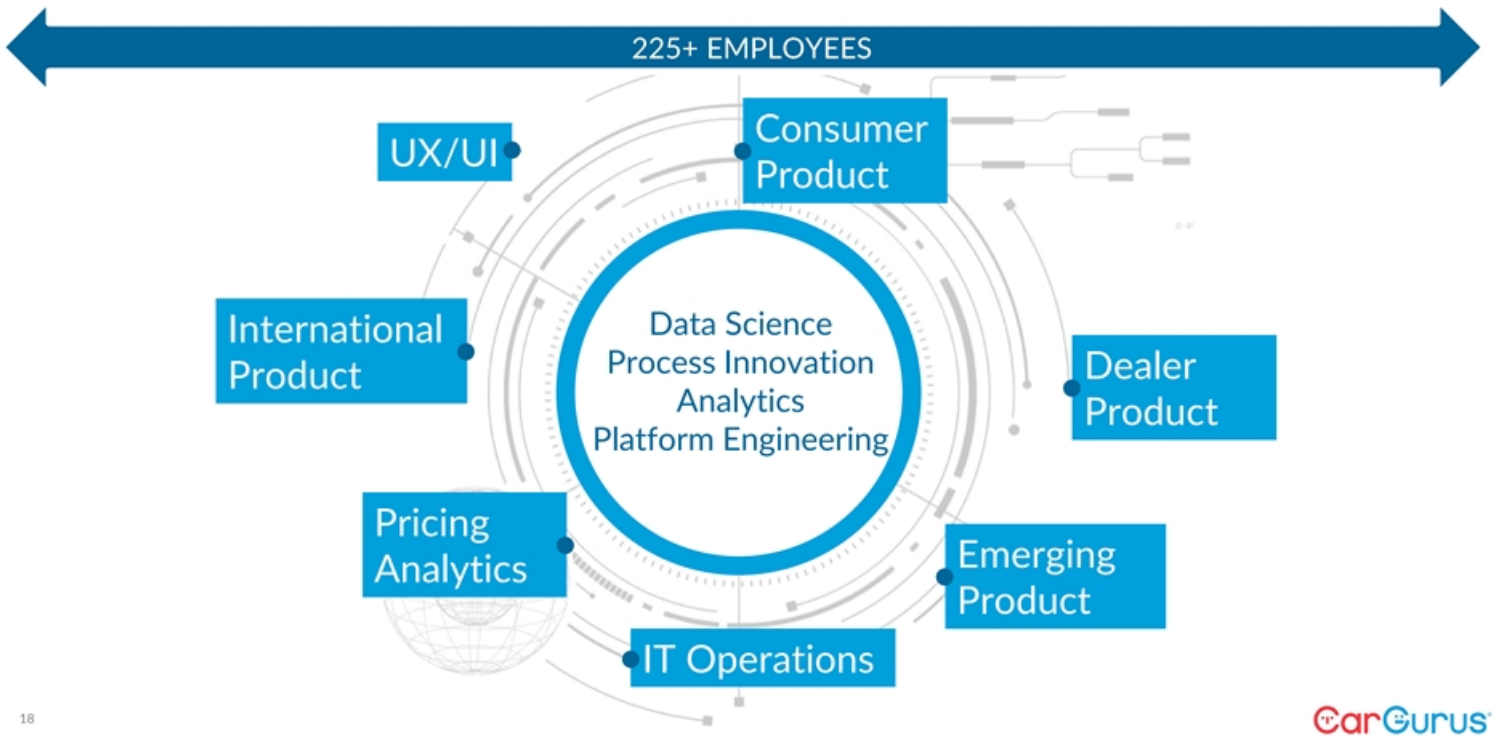 225+ EMPLOYEES
UX/UI
Consumer
Product
International
Product
Data Science
Process Innovation
Analytics
Platform Engineering
Dealer
Product
Pricing
Analytics
Emerging
Product
IT Operations
18
CarGurus